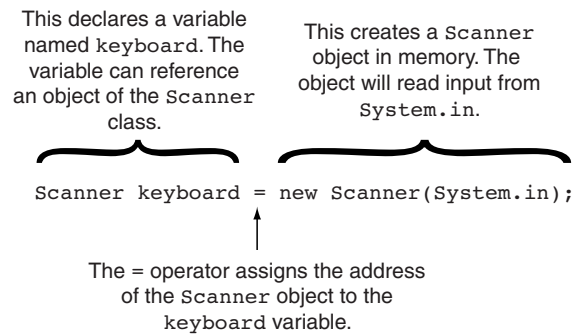 This declares a variable
named keyboard. The
variable can reference
an object of the Scanner
class.
This creates a Scanner
object in memory. The
object will read input from
System.in.
Scanner keyboard = new Scanner(System.in);
The = operator assigns the address
of the Scanner object to the
keyboard variable.